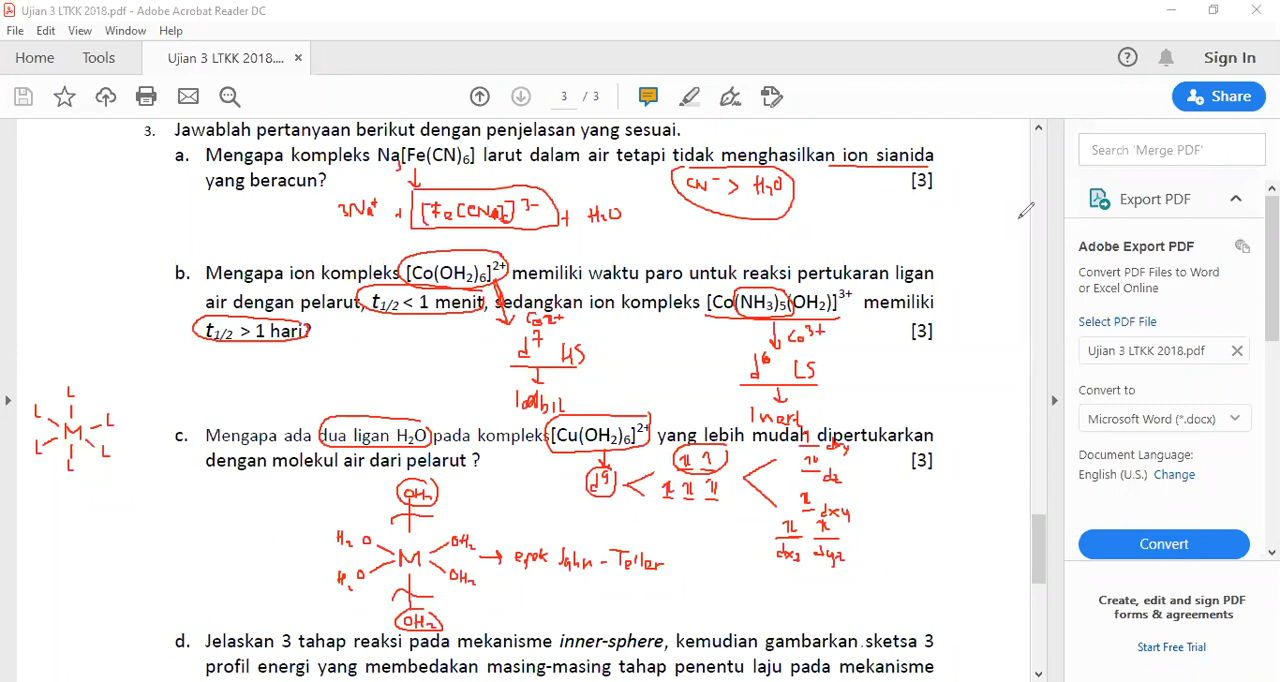 Ujian 3 LTKK 2018.pdf - Adobe Acrobat Reader DC
File Edit View Window Help
Home Tools Ujian 3 LTKK 2018.... × Sign In
3 / 3 Share
3. Jawablah pertanyaan berikut dengan penjelasan yang sesuai.
a. Mengapa kompleks Na3[Fe(CN)6] larut dalam air tetapi tidak menghasilkan ion sianida
yang beracun? [3]
CN⁻ > H2O
3Na⁺ + [Fe(CN)6]³⁻ + H2O
b. Mengapa ion kompleks [Co(OH2)6]²⁺ memiliki waktu paro untuk reaksi pertukaran ligan
air dengan pelarut, t1/2 < 1 menit, sedangkan ion kompleks [Co(NH3)5(OH2)]³⁺ memiliki
t1/2 > 1 hari? [3]
Co²⁺ Co³⁺
d⁷ HS d⁶ LS
labil Inert
L
L L
M
L L
L
c. Mengapa ada dua ligan H2O pada kompleks [Cu(OH2)6]²⁺ yang lebih mudah dipertukarkan
dengan molekul air dari pelarut ? [3]
d⁹ <
dxy
dz
dxy
dxz dyz
OH2
H2O OH2
M → efek Jahn-Teller
H2O OH2
OH2
d. Jelaskan 3 tahap reaksi pada mekanisme inner-sphere, kemudian gambarkan sketsa 3
profil energi yang membedakan masing-masing tahap penentu laju pada mekanisme
Search 'Merge PDF'
Export PDF
Adobe Export PDF
Convert PDF Files to Word
or Excel Online
Select PDF File
Ujian 3 LTKK 2018.pdf ×
Convert to
Microsoft Word (*.docx)
Document Language:
English (U.S.) Change
Convert
Create, edit and sign PDF
forms & agreements
Start Free Trial